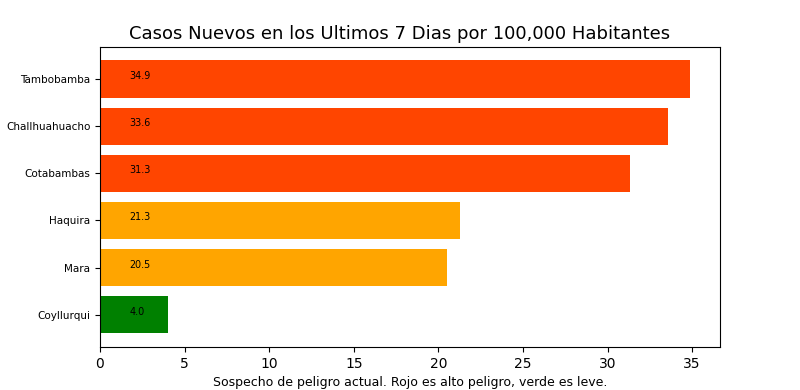 Casos Nuevos en los Ultimos 7 Dias por 100,000 Habitantes
Tambobamba 34.9
Challhuahuacho 33.6
Cotabambas 31.3
Haquira 21.3
Mara 20.5
Coyllurqui 4.0
0 5 10 15 20 25 30 35
Sospecho de peligro actual. Rojo es alto peligro, verde es leve.